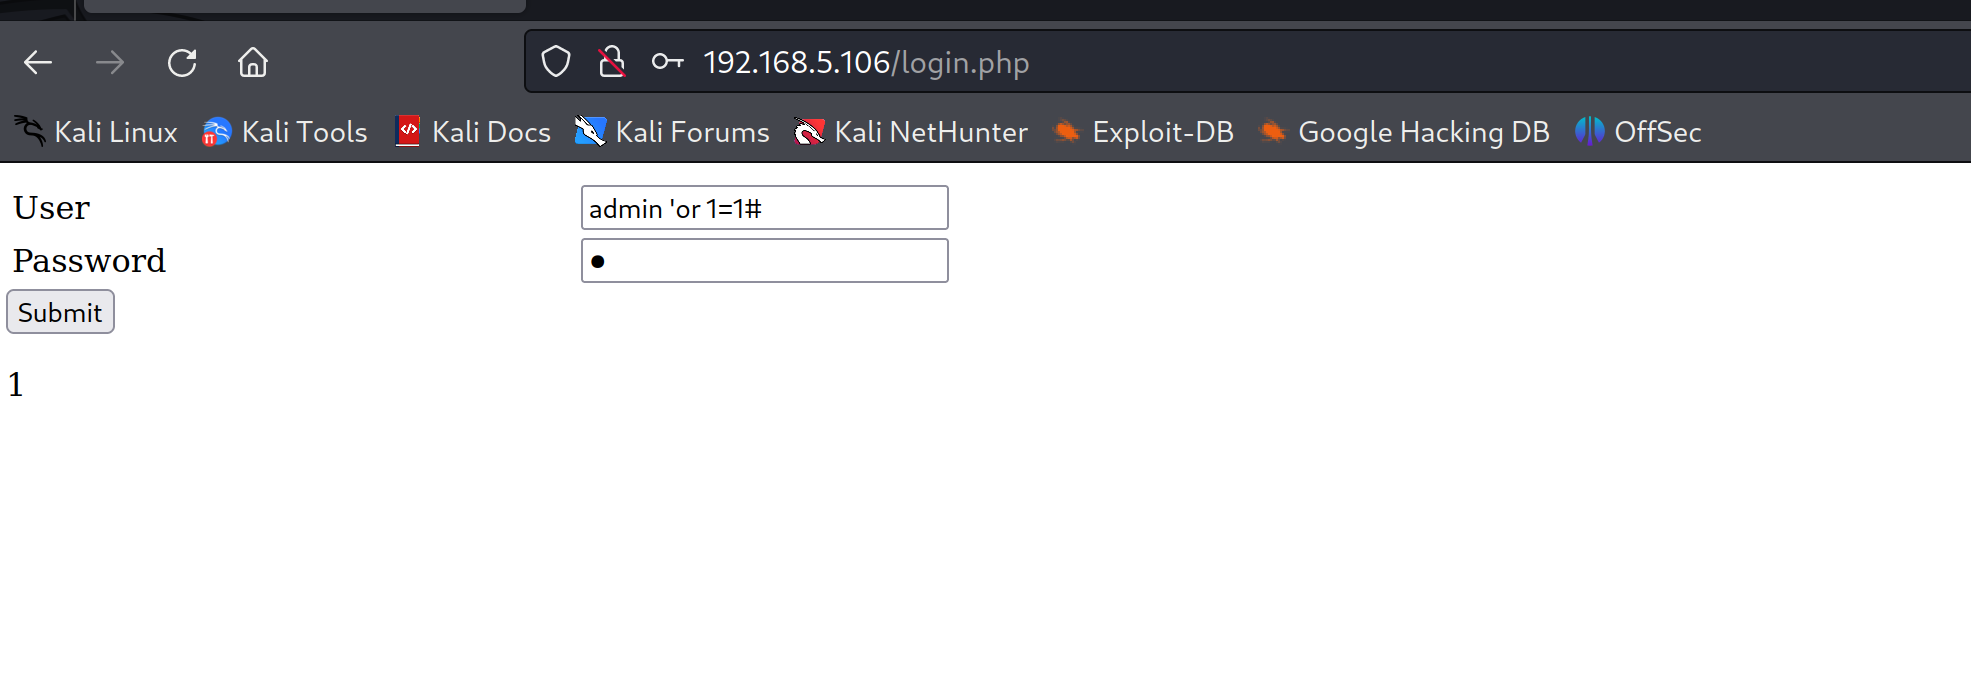 192.168.5.106/login.php
Kali Linux Kali Tools Kali Docs Kali Forums Kali NetHunter Exploit-DB Google Hacking DB OffSec
User admin 'or 1=1#
Password ●
Submit
1